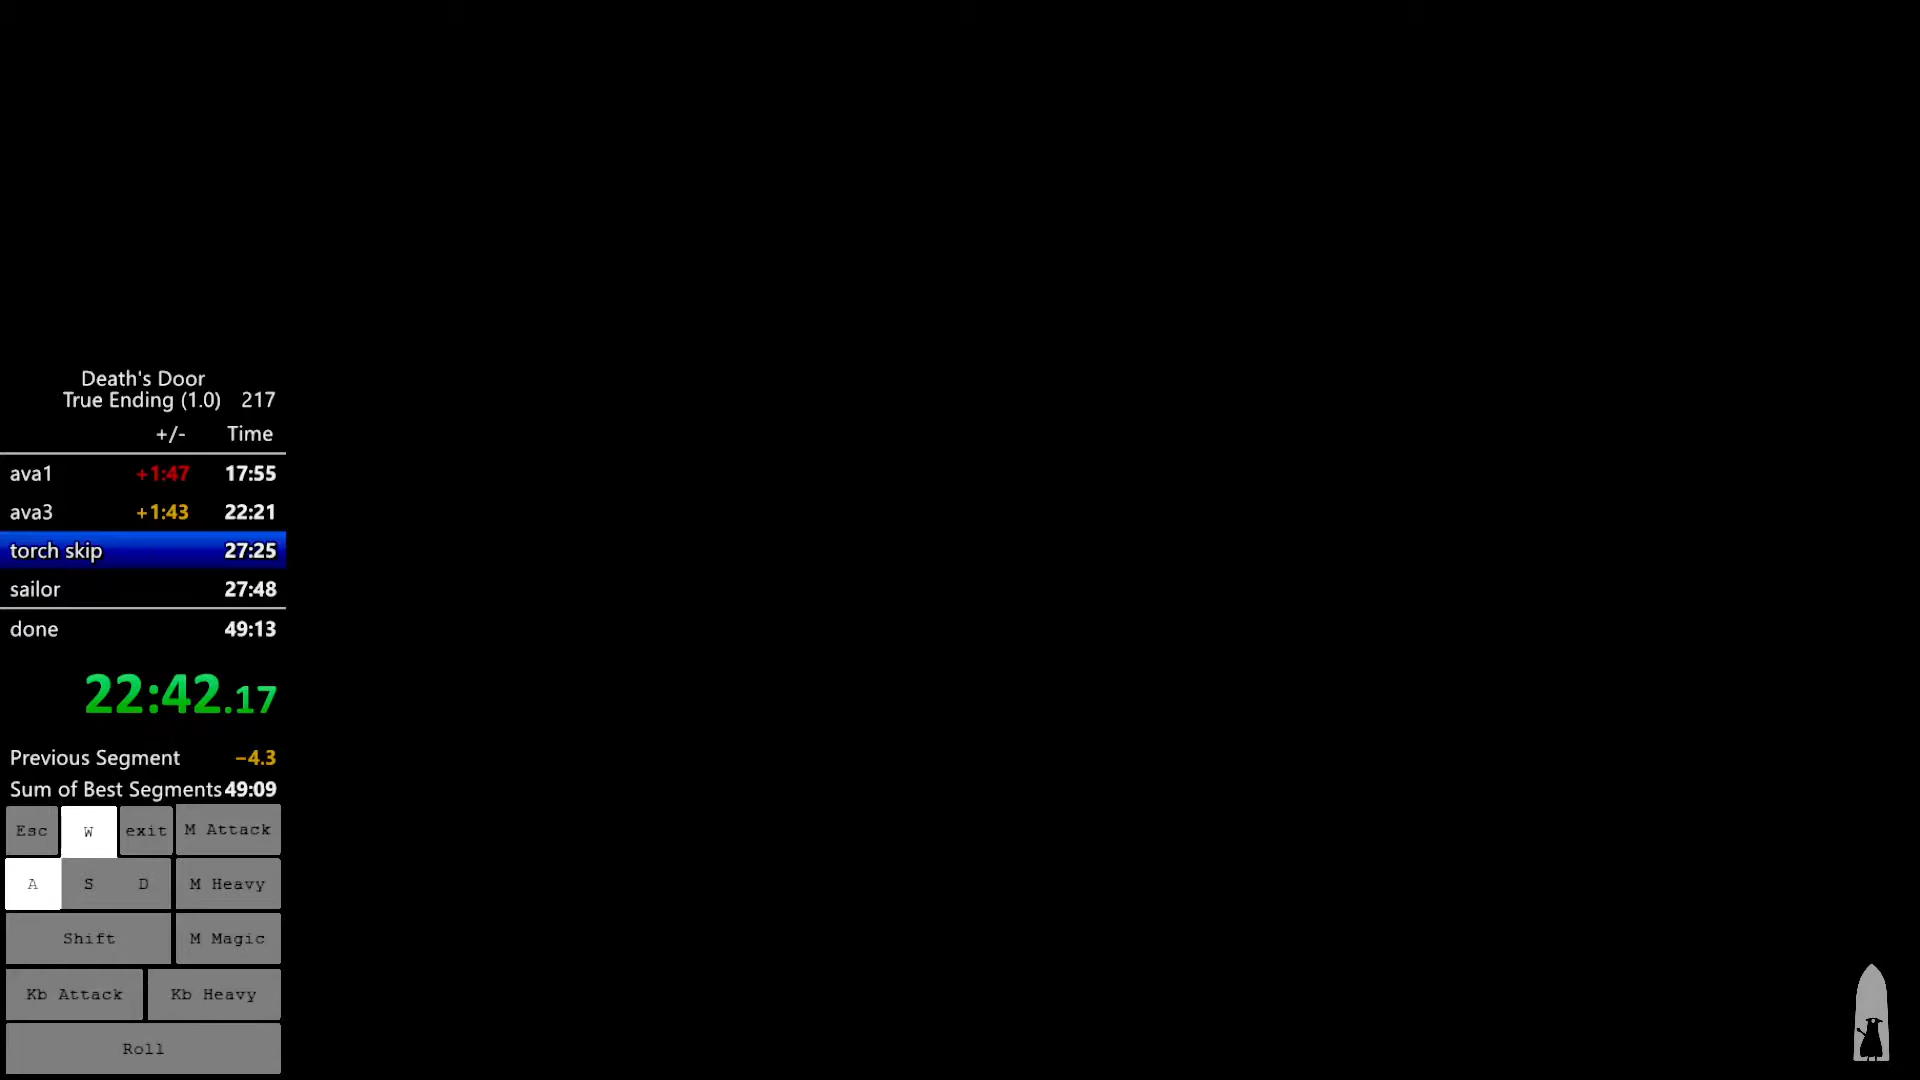 Death's Door
True Ending (1.0) 217
+/- Time
ava1 +1:47 17:55
ava3 +1:43 22:21
torch skip 27:25
sailor 27:48
done 49:13
22:42.17
Previous Segment −4.3
Sum of Best Segments 49:09
Esc W exit M Attack
A S D M Heavy
Shift M Magic
Kb Attack Kb Heavy
Roll